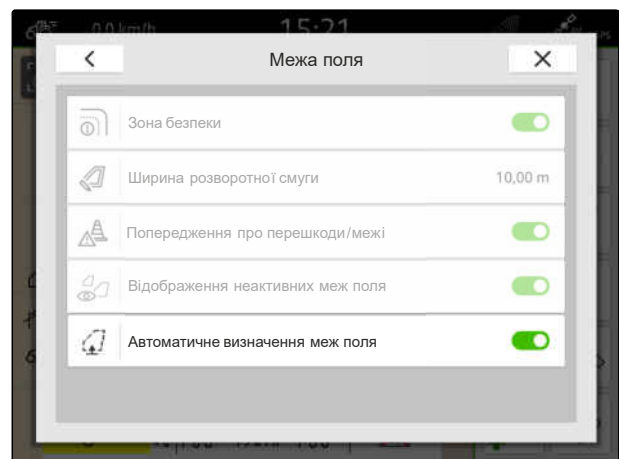 0,0 km/h 15:21
Межа поля
Зона безпеки
Ширина розворотної смуги 10,00 m
Попередження про перешкоди/межі
Відображення неактивних меж поля
Автоматичне визначення меж поля